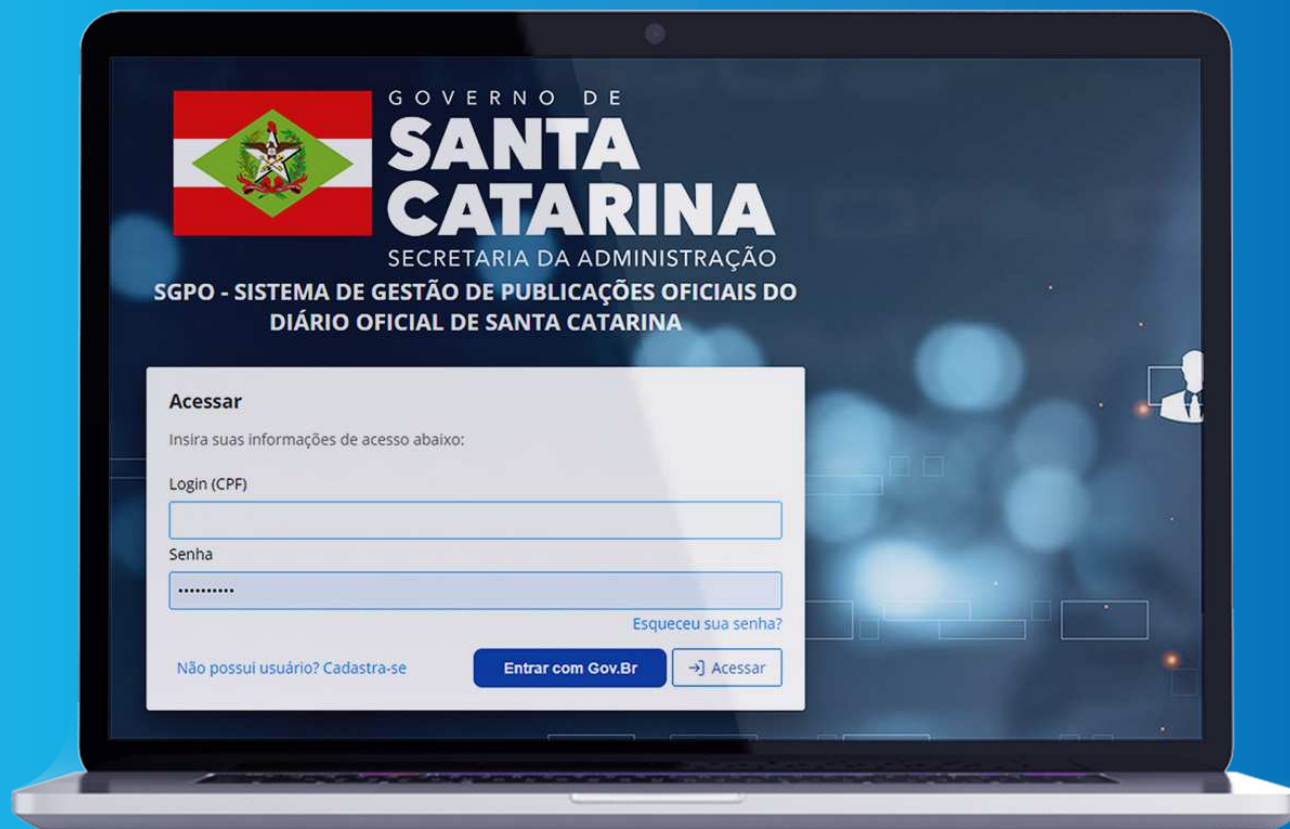 GOVERNO DE
SANTA
CATARINA
SECRETARIA DA ADMINISTRAÇÃO
SGPO - SISTEMA DE GESTÃO DE PUBLICAÇÕES OFICIAIS DO
DIÁRIO OFICIAL DE SANTA CATARINA
Acessar
Insira suas informações de acesso abaixo:
Login (CPF)
Senha
••••••••••
Esqueceu sua senha?
Não possui usuário? Cadastra-se
Entrar com Gov.Br
Acessar